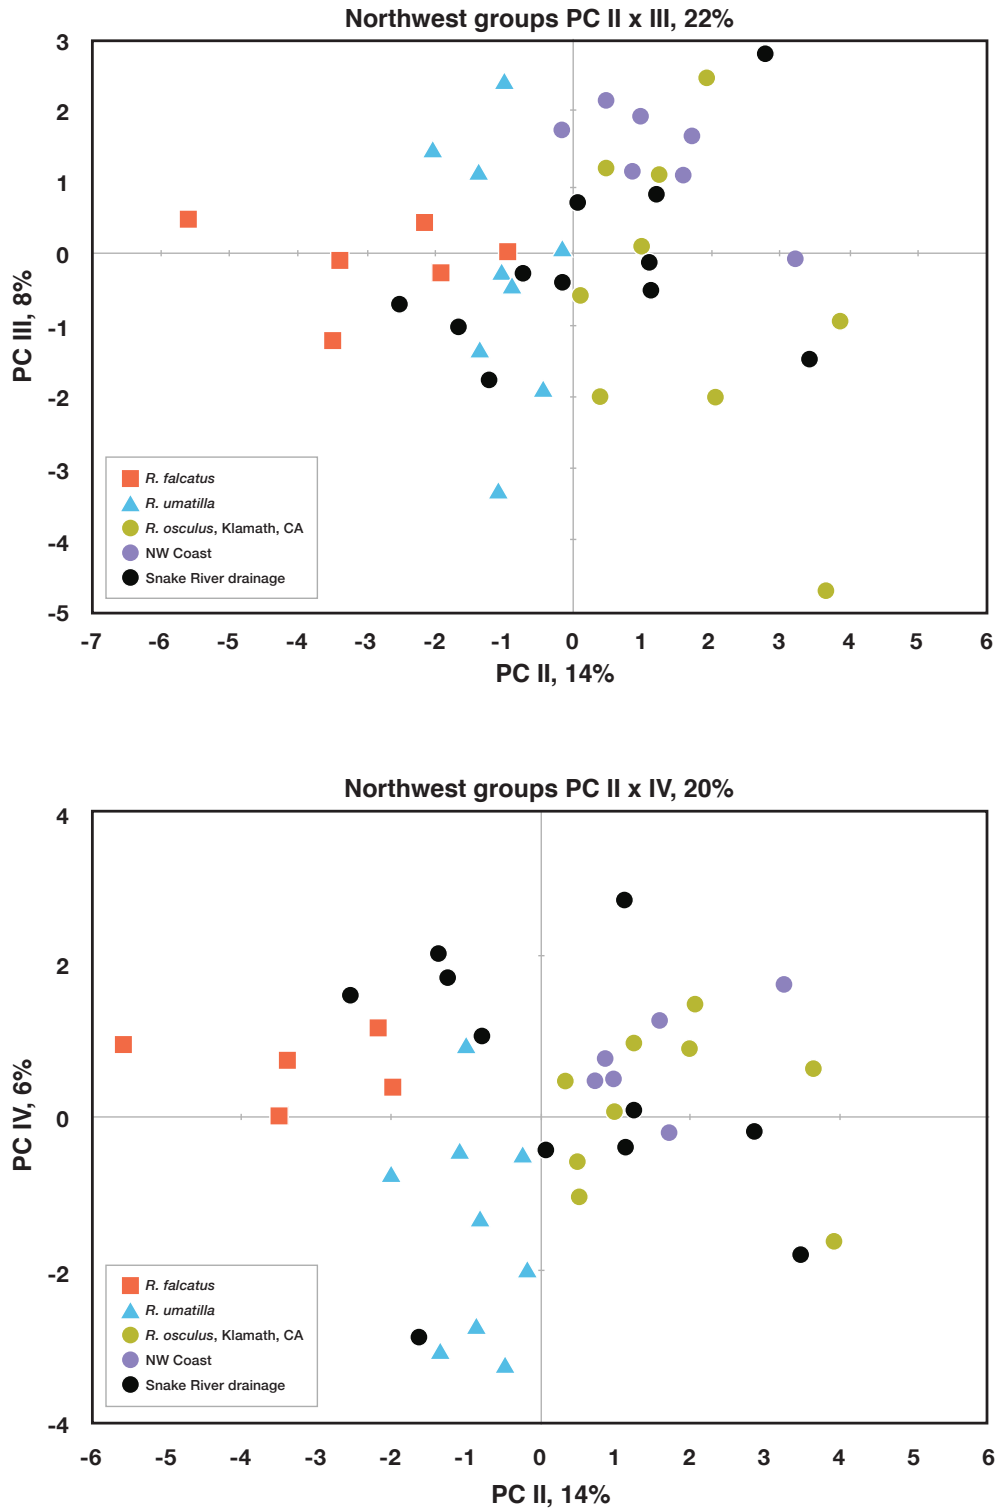 Northwest groups PC II x III, 22%
3
2
1
0
-1
-2
-3
-4
-5
PC III, 8%
R. falcatus
R. umatilla
R. osculus, Klamath, CA
NW Coast
Snake River drainage
-7 -6 -5 -4 -3 -2 -1 0 1 2 3 4 5 6
PC II, 14%
Northwest groups PC II x IV, 20%
4
2
0
-2
-4
PC IV, 6%
R. falcatus
R. umatilla
R. osculus, Klamath, CA
NW Coast
Snake River drainage
-6 -5 -4 -3 -2 -1 0 1 2 3 4 5 6
PC II, 14%